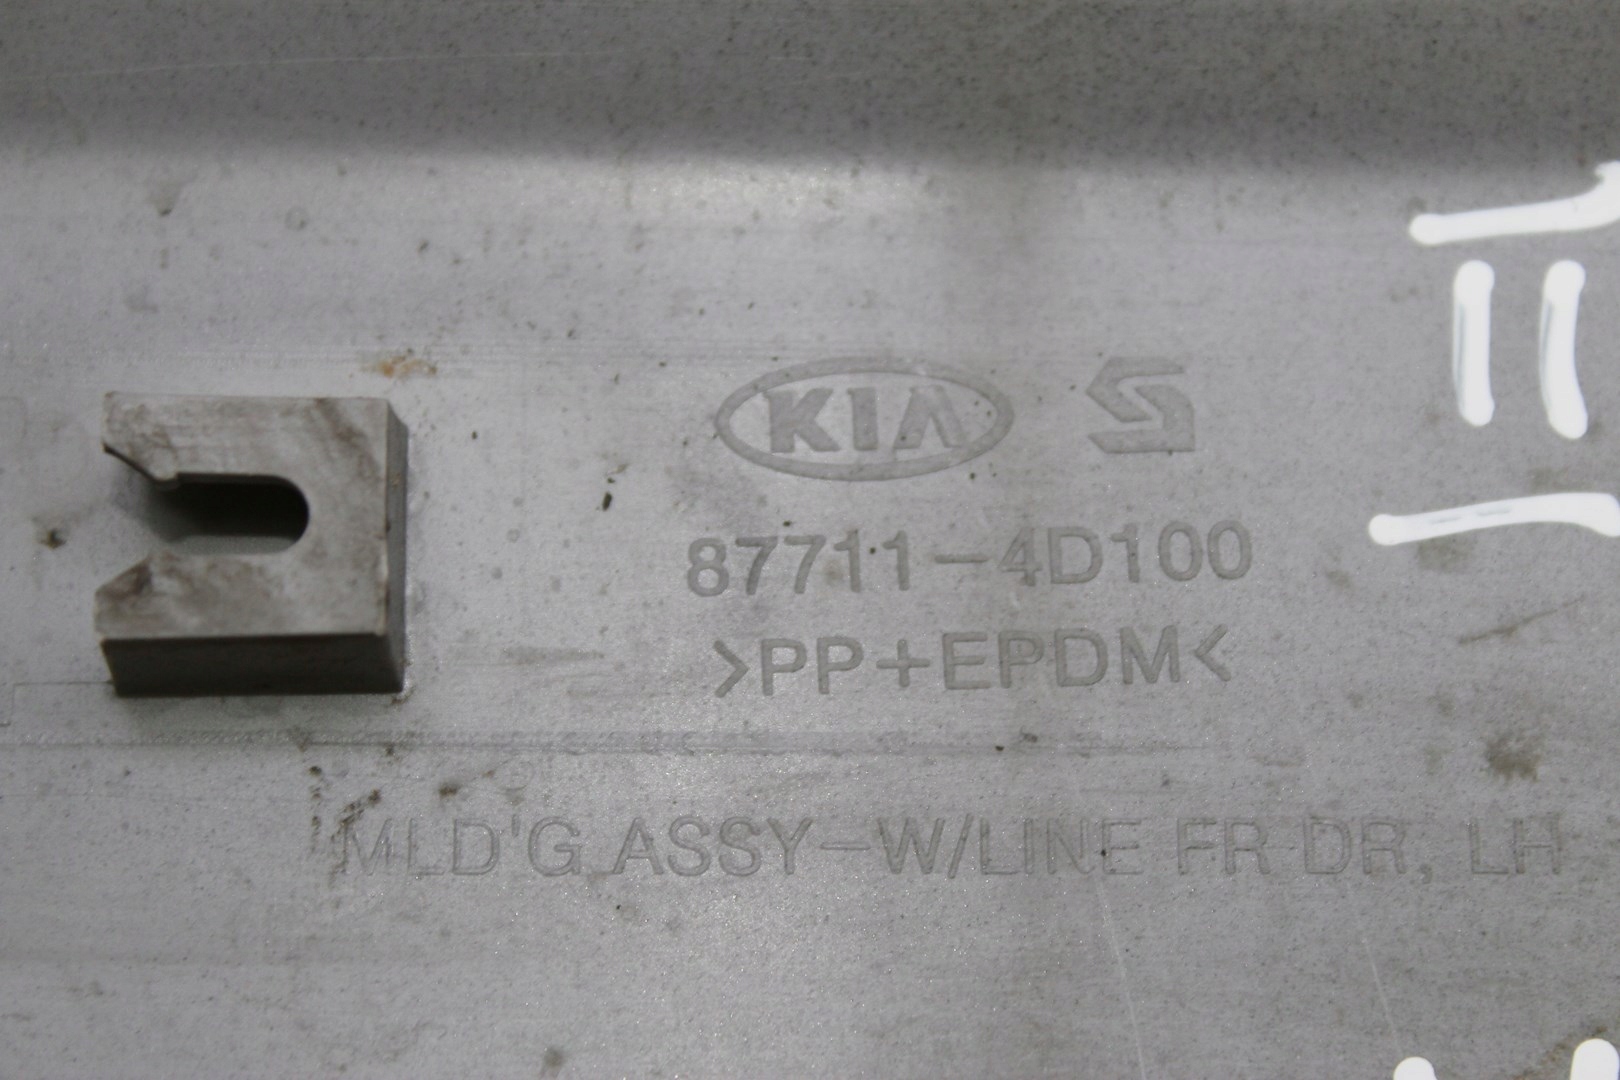 KIA
87711-4D100
>PP+EPDM<
MLD'G ASSY-W/LINE FR DR, LH